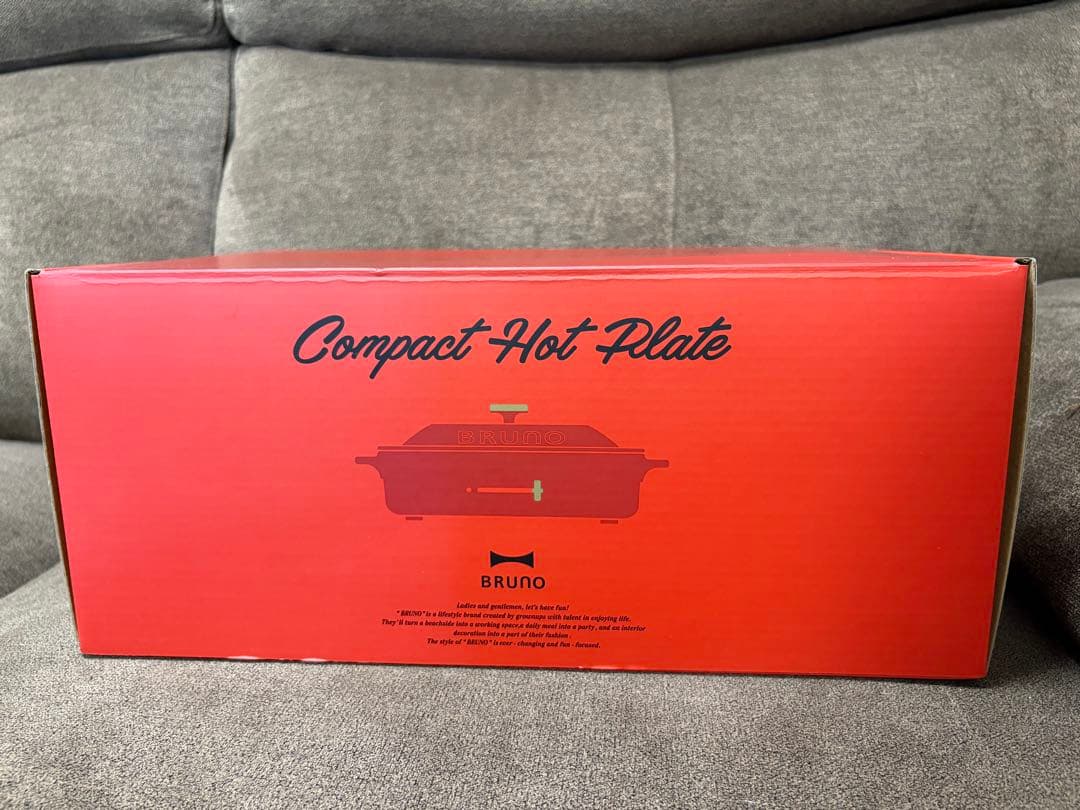 Compact Hot Plate
BRUNO
BRUNO
Ladies and gentlemen, let's have fun!
"BRUNO" is a lifestyle brand created by grownups with talent in enjoying life.
They'll turn a beachside into a working space,a daily meal into a party, and an interior
decoration into a part of their fashion.
The style of "BRUNO" is ever-changing and fun-focused.